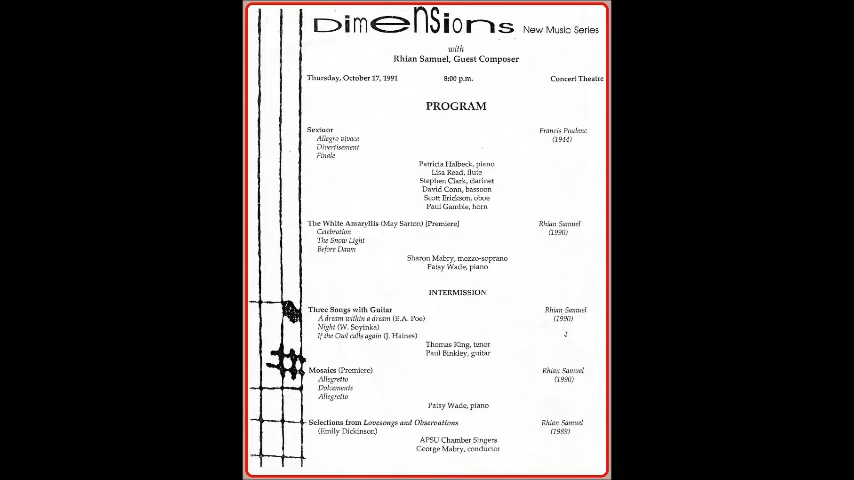 Dimensions New Music Series
with
Rhian Samuel, Guest Composer
Thursday, October 17, 1991 8:00 p.m. Concert Theatre
PROGRAM
Sextuor Francis Poulenc
Allegro vivace (1944)
Divertisement
Finale
Patricia Halbeck, piano
Lisa Read, flute
Stephen Clark, clarinet
David Conn, bassoon
Scott Erickson, oboe
Paul Gamble, horn
The White Amaryllis (May Sarton) [Premiere] Rhian Samuel
Celebration (1990)
The Snow Light
Before Dawn
Sharon Mabry, mezzo-soprano
Patsy Wade, piano
INTERMISSION
Three Songs with Guitar Rhian Samuel
A dream within a dream (E.A. Poe) (1990)
Night (W. Soyinka)
If the Owl calls again (J. Haines)
Thomas King, tenor
Paul Binkley, guitar
Mosaics (Premiere) Rhian Samuel
Allegretto (1990)
Dolcemente
Allegretto
Patsy Wade, piano
Selections from Lovesongs and Observations Rhian Samuel
(Emily Dickinson) (1989)
APSU Chamber Singers
George Mabry, conductor